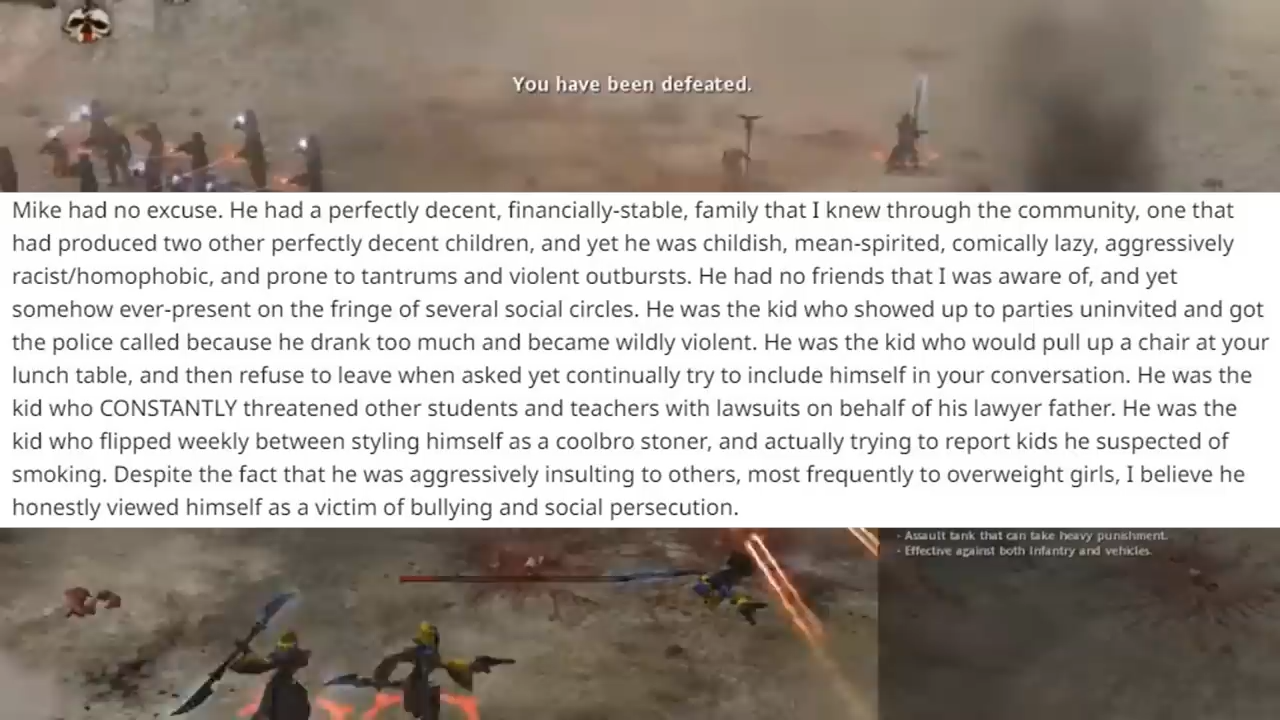 You have been defeated.
Mike had no excuse. He had a perfectly decent, financially-stable, family that I knew through the community, one that
had produced two other perfectly decent children, and yet he was childish, mean-spirited, comically lazy, aggressively
racist/homophobic, and prone to tantrums and violent outbursts. He had no friends that I was aware of, and yet
somehow ever-present on the fringe of several social circles. He was the kid who showed up to parties uninvited and got
the police called because he drank too much and became wildly violent. He was the kid who would pull up a chair at your
lunch table, and then refuse to leave when asked yet continually try to include himself in your conversation. He was the
kid who CONSTANTLY threatened other students and teachers with lawsuits on behalf of his lawyer father. He was the
kid who flipped weekly between styling himself as a coolbro stoner, and actually trying to report kids he suspected of
smoking. Despite the fact that he was aggressively insulting to others, most frequently to overweight girls, I believe he
honestly viewed himself as a victim of bullying and social persecution.
- Assault tank that can take heavy punishment.
- Effective against both infantry and vehicles.